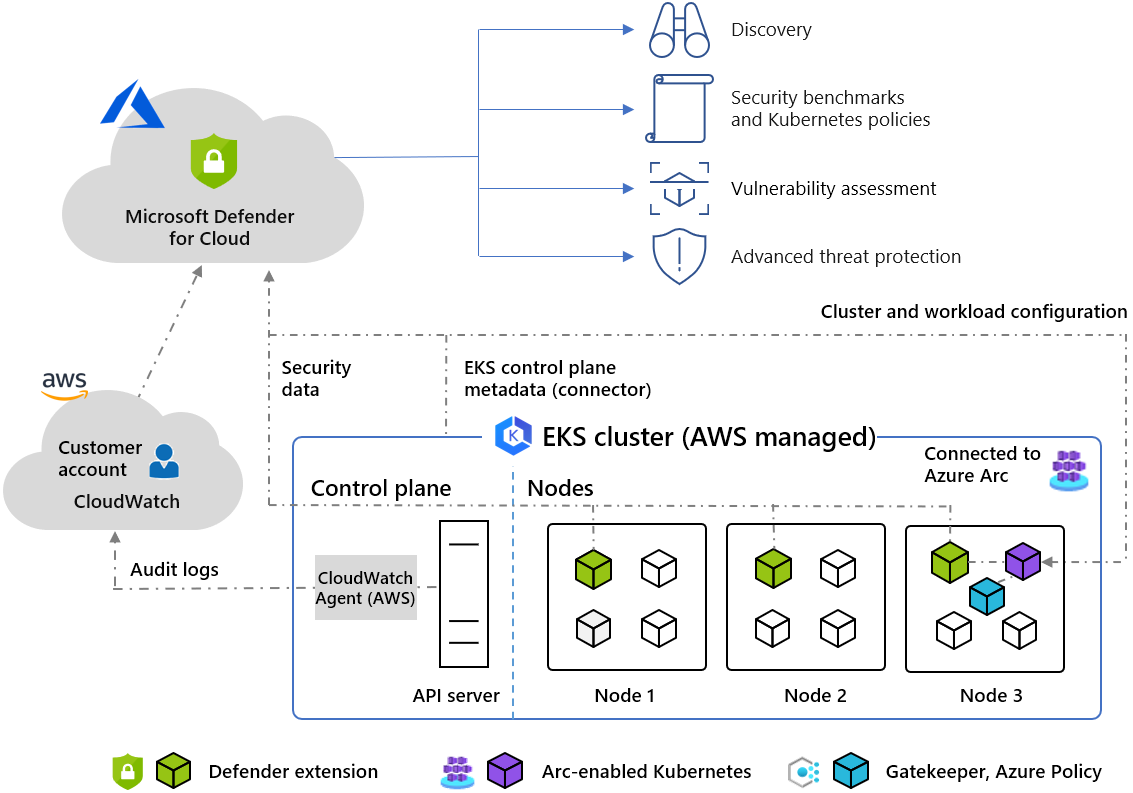 Discovery
Security benchmarks
and Kubernetes policies
Vulnerability assessment
Advanced threat protection
Microsoft Defender
for Cloud
Cluster and workload configuration
Security
data
EKS control plane
metadata (connector)
aws
Customer
account
CloudWatch
K
EKS cluster (AWS managed)
Connected to
Azure Arc
Control plane
Nodes
Audit logs
CloudWatch
Agent (AWS)
API server
Node 1
Node 2
Node 3
Defender extension
Arc-enabled Kubernetes
Gatekeeper, Azure Policy